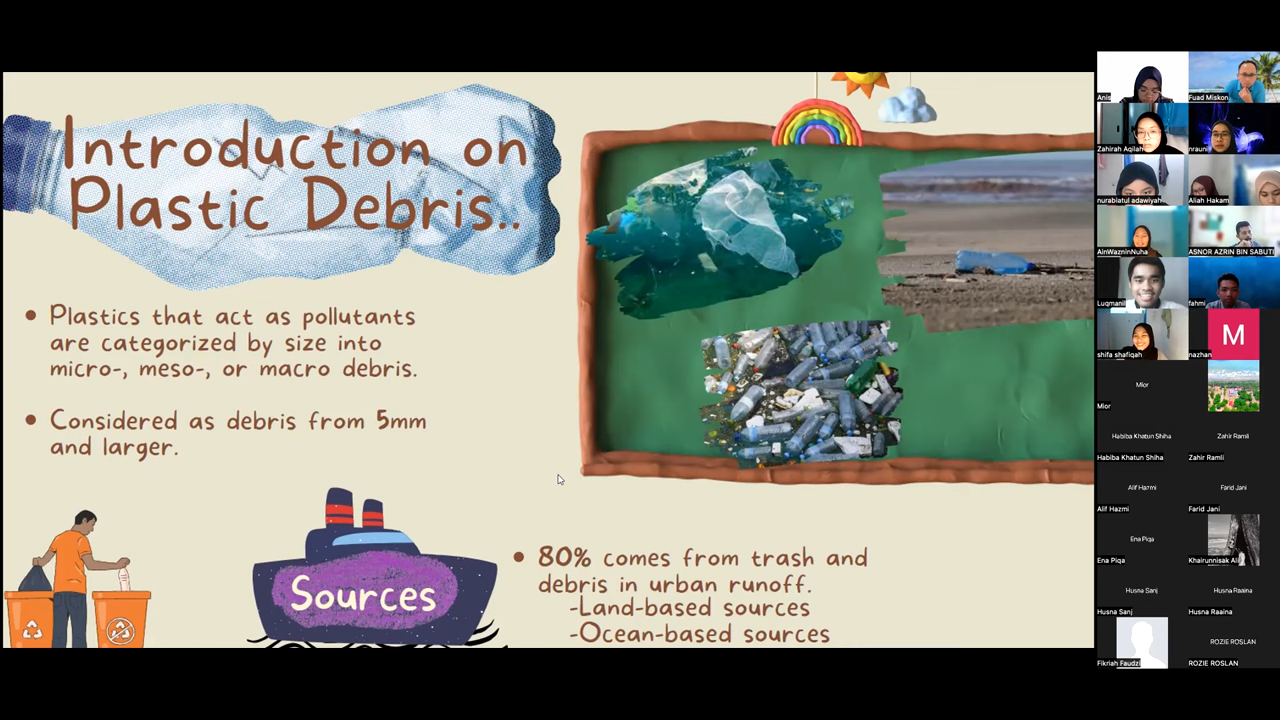 Introduction on
Plastic Debris..
• Plastics that act as pollutants
are categorized by size into
micro-, meso-, or macro debris.
• Considered as debris from 5mm
and larger.
Sources
• 80% comes from trash and
debris in urban runoff.
-Land-based sources
-Ocean-based sources
Anis
Fuad Miskon
Zahirah Aqilah
nrauni
nurabiatul adawiyah
Aliah Hakam
AinWazninNuha
ASNOR AZRIN BIN SABUTI
Luqmanil
fahmi
shifa shafiqah
M
nazhan
Mior
Mior
Habiba Khatun Shiha
Zahir Ramli
Habiba Khatun Shiha
Zahir Ramli
Alif Hazmi
Farid Jani
Alif Hazmi
Farid Jani
Ena Piqa
Ena Piqa
Khairunnisak Ali
Husna Sanj
Husna Raaina
Husna Sanj
Husna Raaina
ROZIE ROSLAN
Fikriah Faudzi
ROZIE ROSLAN